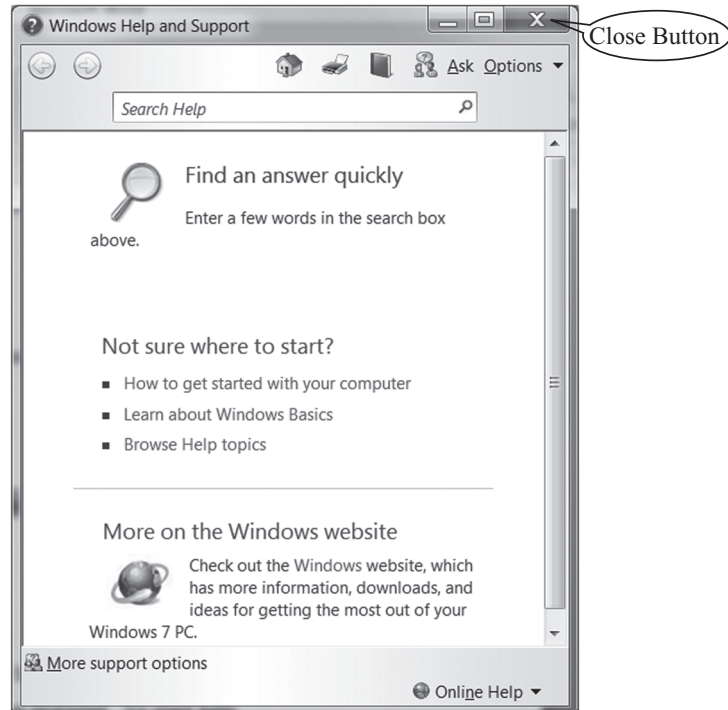 Windows Help and Support
Close Button
Ask Options
Search Help
Find an answer quickly
Enter a few words in the search box
above.
Not sure where to start?
How to get started with your computer
Learn about Windows Basics
Browse Help topics
More on the Windows website
Check out the Windows website, which
has more information, downloads, and
ideas for getting the most out of your
Windows 7 PC.
More support options
Online Help